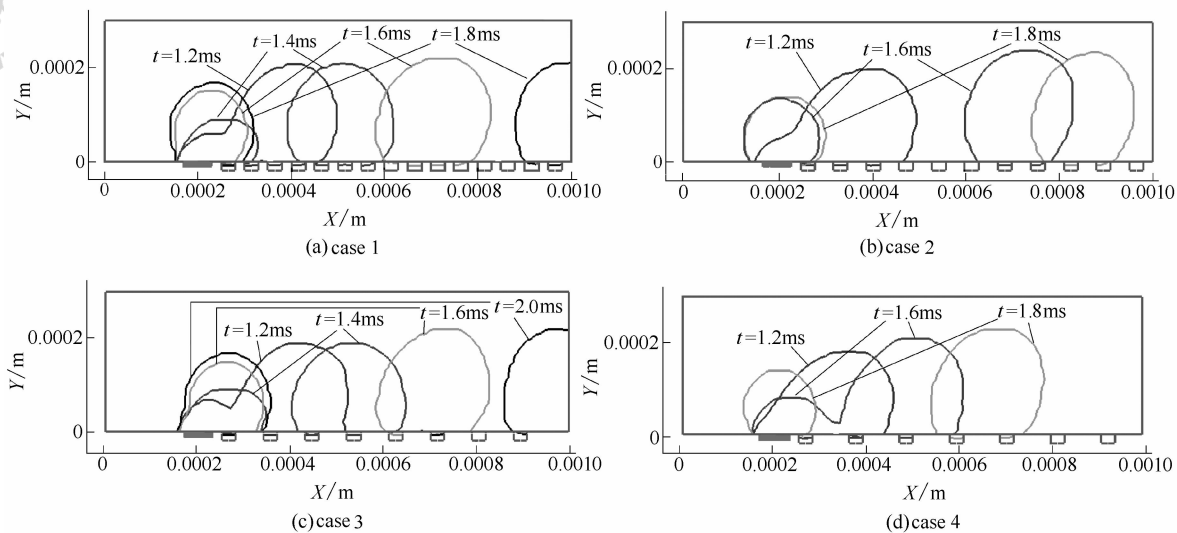 t=1.2ms
t=1.4ms
t=1.6ms
t=1.8ms
0.0002
0
Y/m
0 0.0002 0.0004 0.0006 0.0008 0.0010
X/m
(a) case 1
t=1.2ms
t=1.6ms
t=1.8ms
0.0002
0
Y/m
0 0.0002 0.0004 0.0006 0.0008 0.0010
X/m
(b) case 2
t=1.2ms
t=1.4ms
t=1.6ms
t=2.0ms
0.0002
0
Y/m
0 0.0002 0.0004 0.0006 0.0008 0.0010
X/m
(c) case 3
t=1.2ms
t=1.6ms
t=1.8ms
0.0002
0
Y/m
0 0.0002 0.0004 0.0006 0.0008 0.0010
X/m
(d) case 4